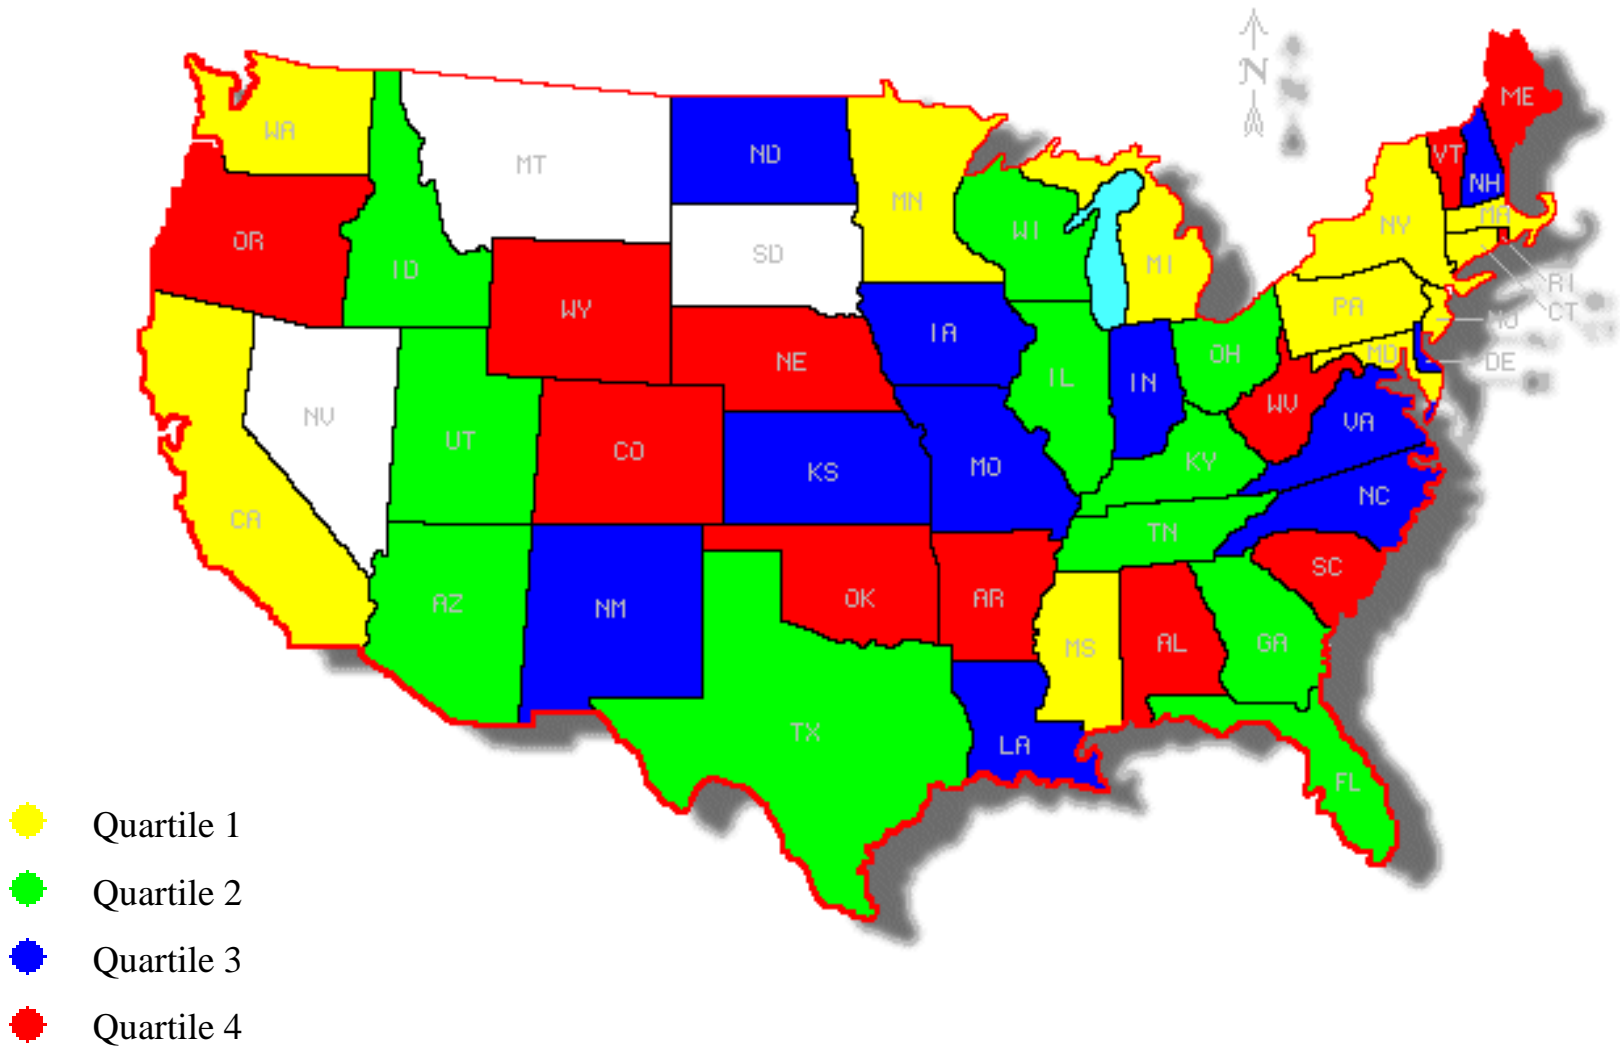 N
ME
WA
VT
ND
MT
NH
MN
MA
NY
WI
OR
SD
MI
ID
RI
WY
PA
CT
NJ
IA
OH
MD
DE
NE
IL
IN
WV
NV
VA
UT
CO
KY
MO
KS
NC
CA
TN
SC
AZ
NM
OK
AR
MS
AL
GA
TX
LA
FL
Quartile 1
Quartile 2
Quartile 3
Quartile 4